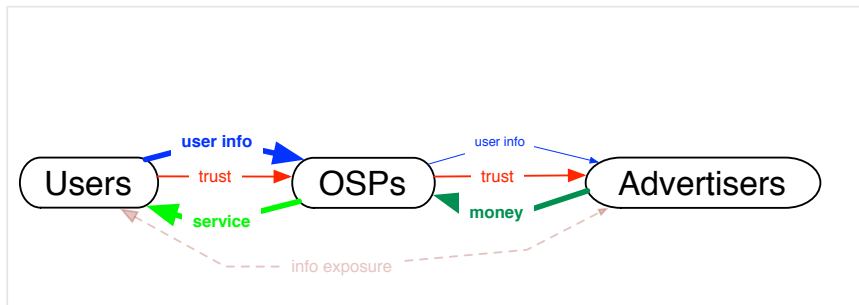 user info
user info
Users
trust
OSPs
trust
Advertisers
service
money
info exposure